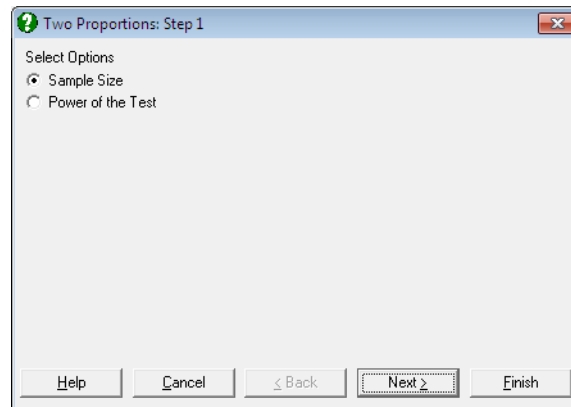 Two Proportions: Step 1
Select Options
Sample Size
Power of the Test
Help Cancel < Back Next > Finish